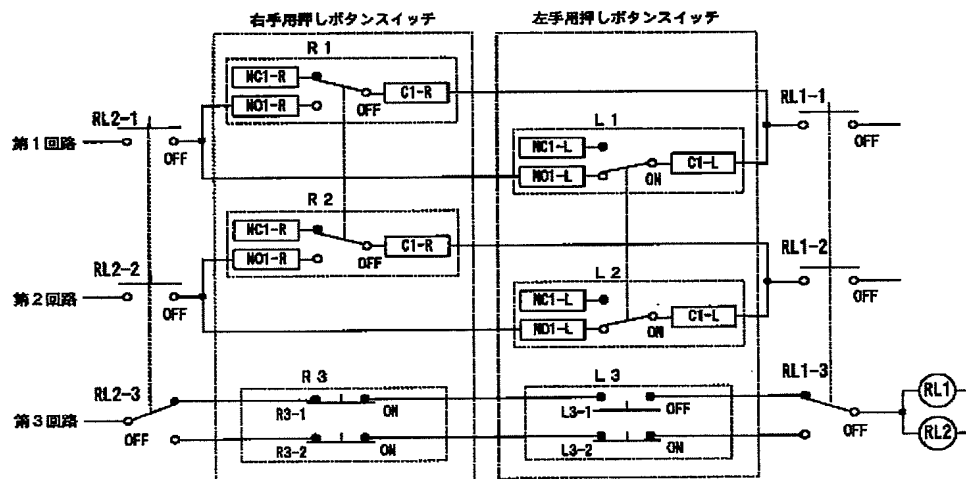 右手用押しボタンスイッチ 左手用押しボタンスイッチ
R1
NC1-R
NO1-R
OFF
C1-R
RL2-1
RL1-1
第1回路
OFF
OFF
L1
NC1-L
NO1-L
ON
C1-L
R2
NC1-R
NO1-R
OFF
C1-R
RL2-2
RL1-2
第2回路
OFF
OFF
L2
NC1-L
NO1-L
ON
C1-L
RL2-3
R3
L3
RL1-3
第3回路
OFF
R3-1
ON
L3-1
OFF
R3-2
ON
L3-2
ON
OFF
RL1
RL2